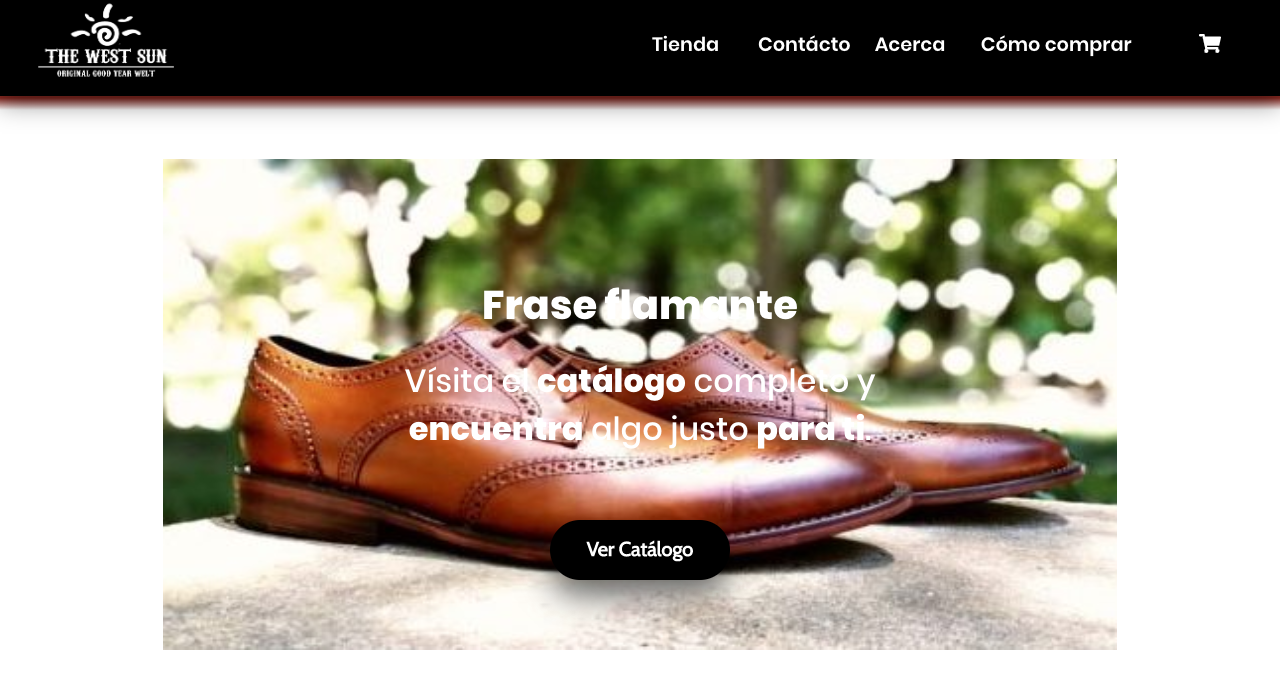 THE WEST SUN
ORIGINAL GOOD YEAR WELT
Tienda Contácto Acerca Cómo comprar
Frase flamante
Vísita el catálogo completo y
encuentra algo justo para ti.
Ver Catálogo